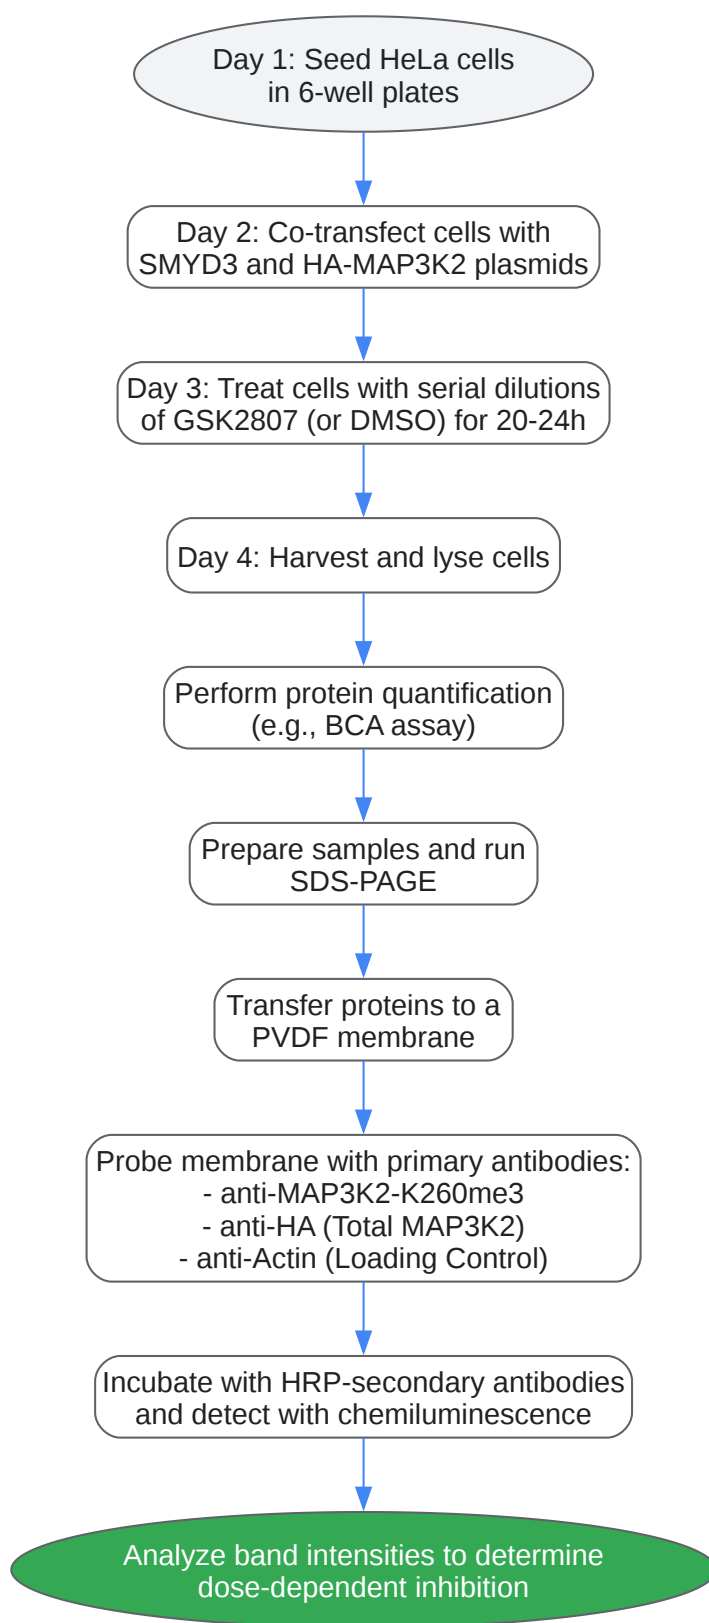 Day 1: Seed HeLa cells
in 6-well plates
Day 2: Co-transfect cells with
SMYD3 and HA-MAP3K2 plasmids
Day 3: Treat cells with serial dilutions
of GSK2807 (or DMSO) for 20-24h
Day 4: Harvest and lyse cells
Perform protein quantification
(e.g., BCA assay)
Prepare samples and run
SDS-PAGE
Transfer proteins to a
PVDF membrane
Probe membrane with primary antibodies:
- anti-MAP3K2-K260me3
- anti-HA (Total MAP3K2)
- anti-Actin (Loading Control)
Incubate with HRP-secondary antibodies
and detect with chemiluminescence
Analyze band intensities to determine
dose-dependent inhibition